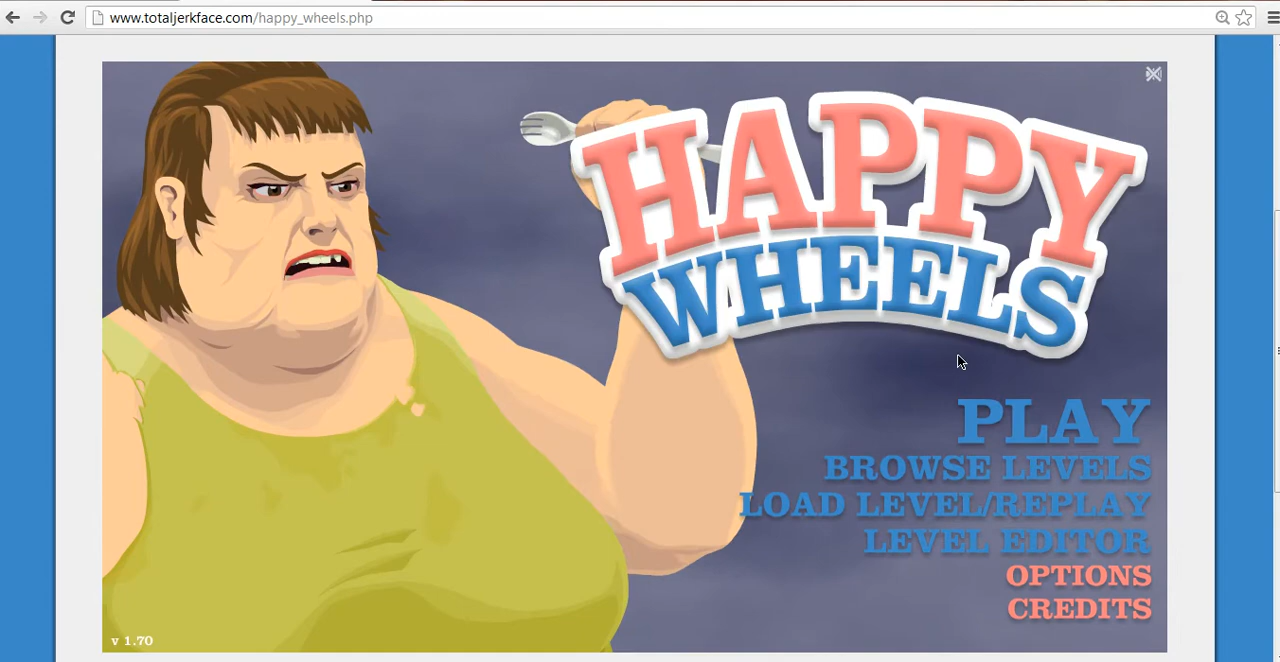 www.totaljerkface.com/happy_wheels.php
HAPPY
WHEELS
PLAY
BROWSE LEVELS
LOAD LEVEL/REPLAY
LEVEL EDITOR
OPTIONS
CREDITS
v 1.70